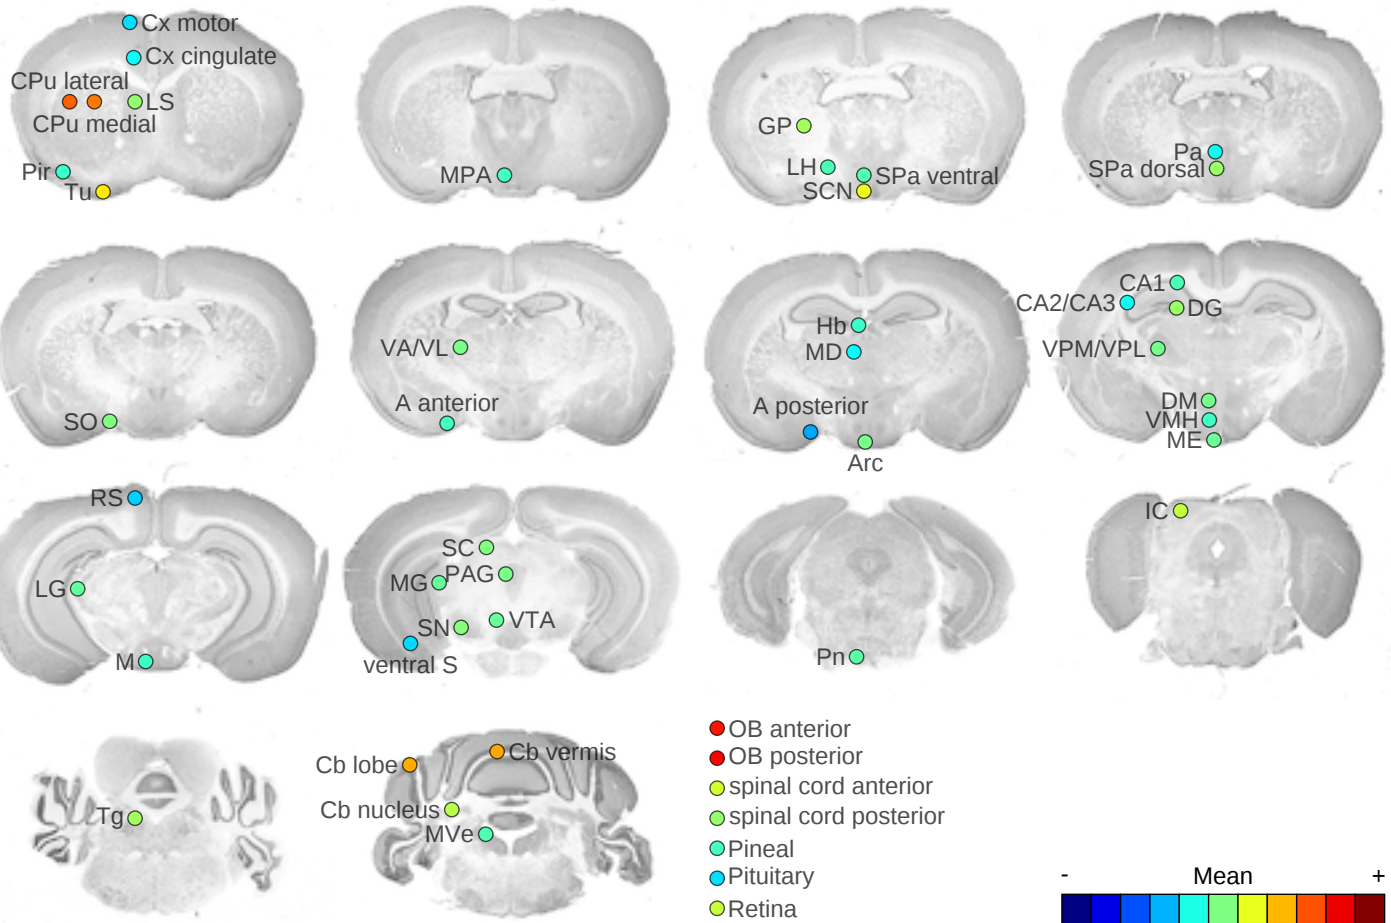 Cx motor
Cx cingulate
CPu lateral
LS
CPu medial
Pir
Tu
MPA
GP
LH
SPa ventral
SCN
Pa
SPa dorsal
SO
VA/VL
A anterior
Hb
MD
A posterior
Arc
CA1
CA2/CA3
DG
VPM/VPL
DM
VMH
ME
RS
LG
M
SC
MG
PAG
SN
VTA
ventral S
Pn
IC
Tg
Cb lobe
Cb vermis
Cb nucleus
MVe
OB anterior
OB posterior
spinal cord anterior
spinal cord posterior
Pineal
Pituitary
Retina
- Mean +